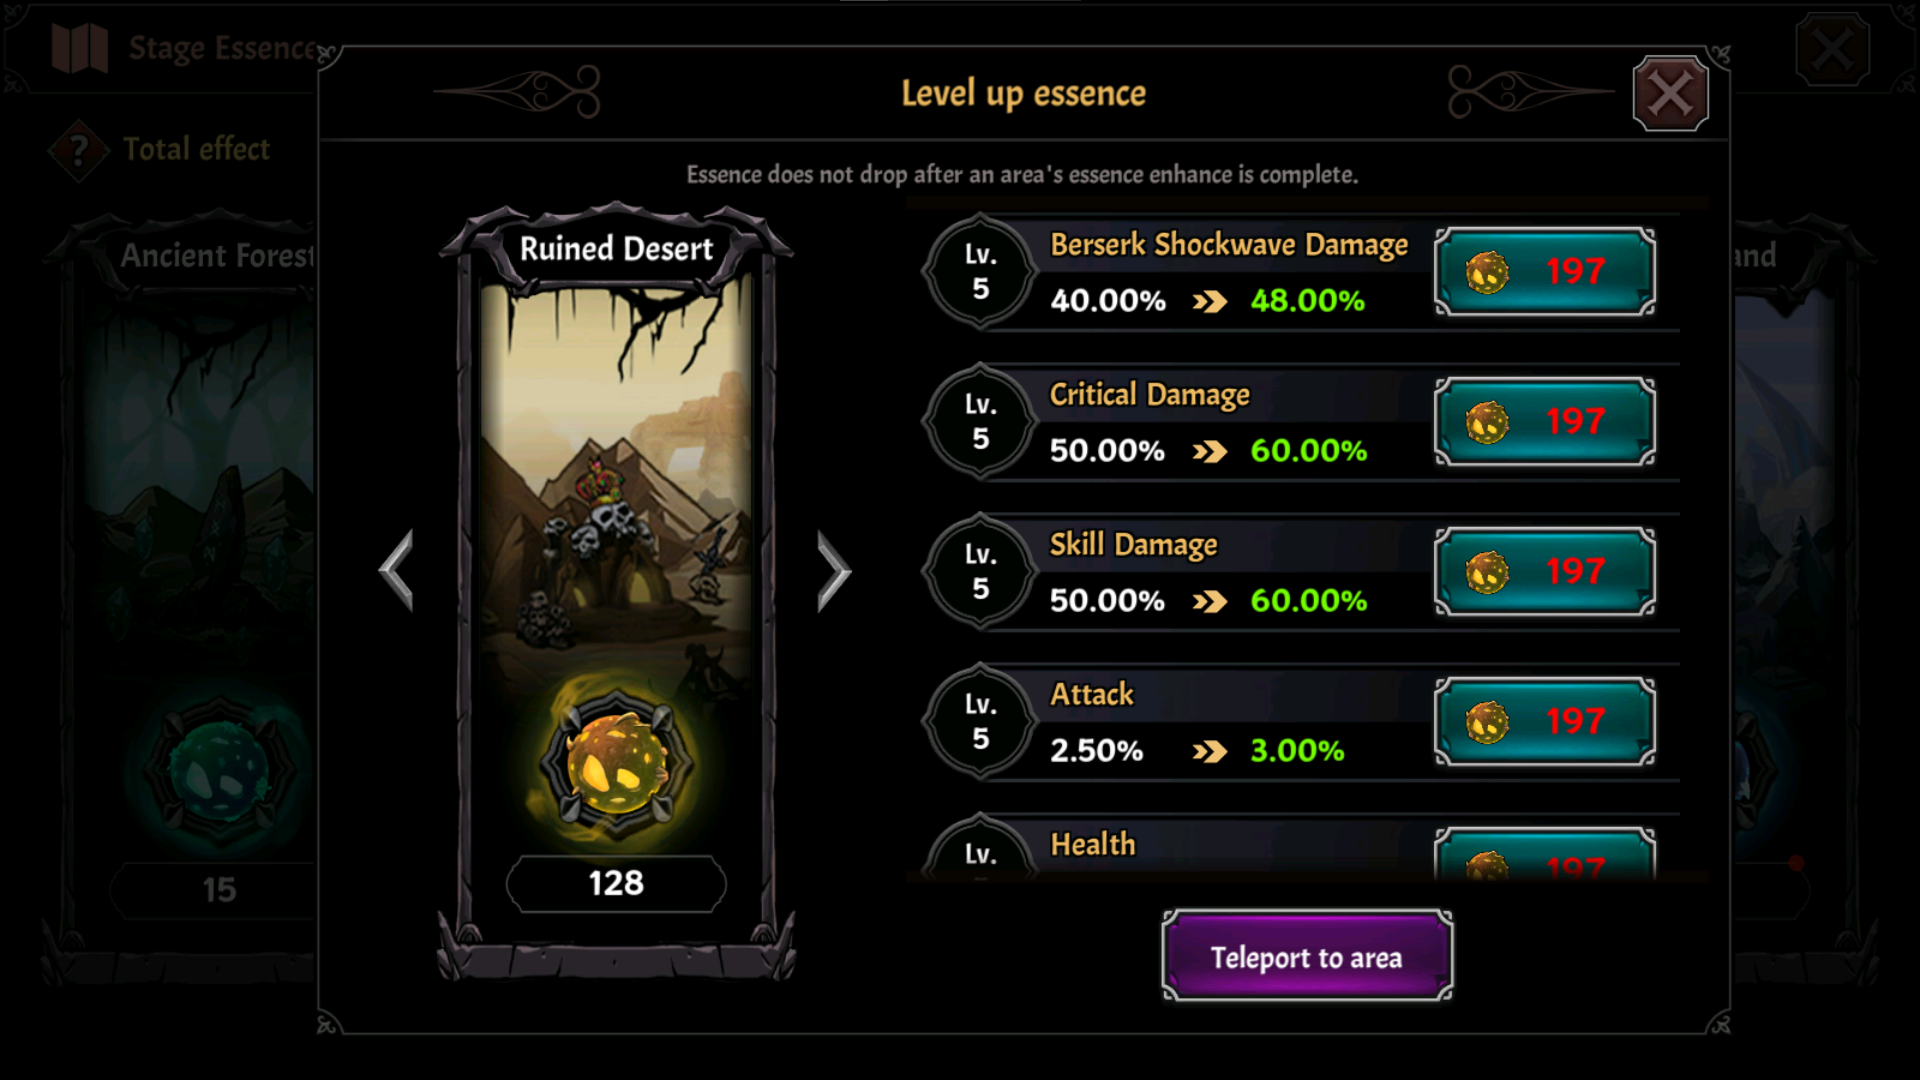 Stage Essence
Level up essence
? Total effect
Essence does not drop after an area's essence enhance is complete.
Ancient Forest
Ruined Desert
Lv. 5
Berserk Shockwave Damage
40.00% 48.00%
197
Lv. 5
Critical Damage
50.00% 60.00%
197
Lv. 5
Skill Damage
50.00% 60.00%
197
Lv. 5
Attack
2.50% 3.00%
197
Lv.
Health
197
15
128
Teleport to area